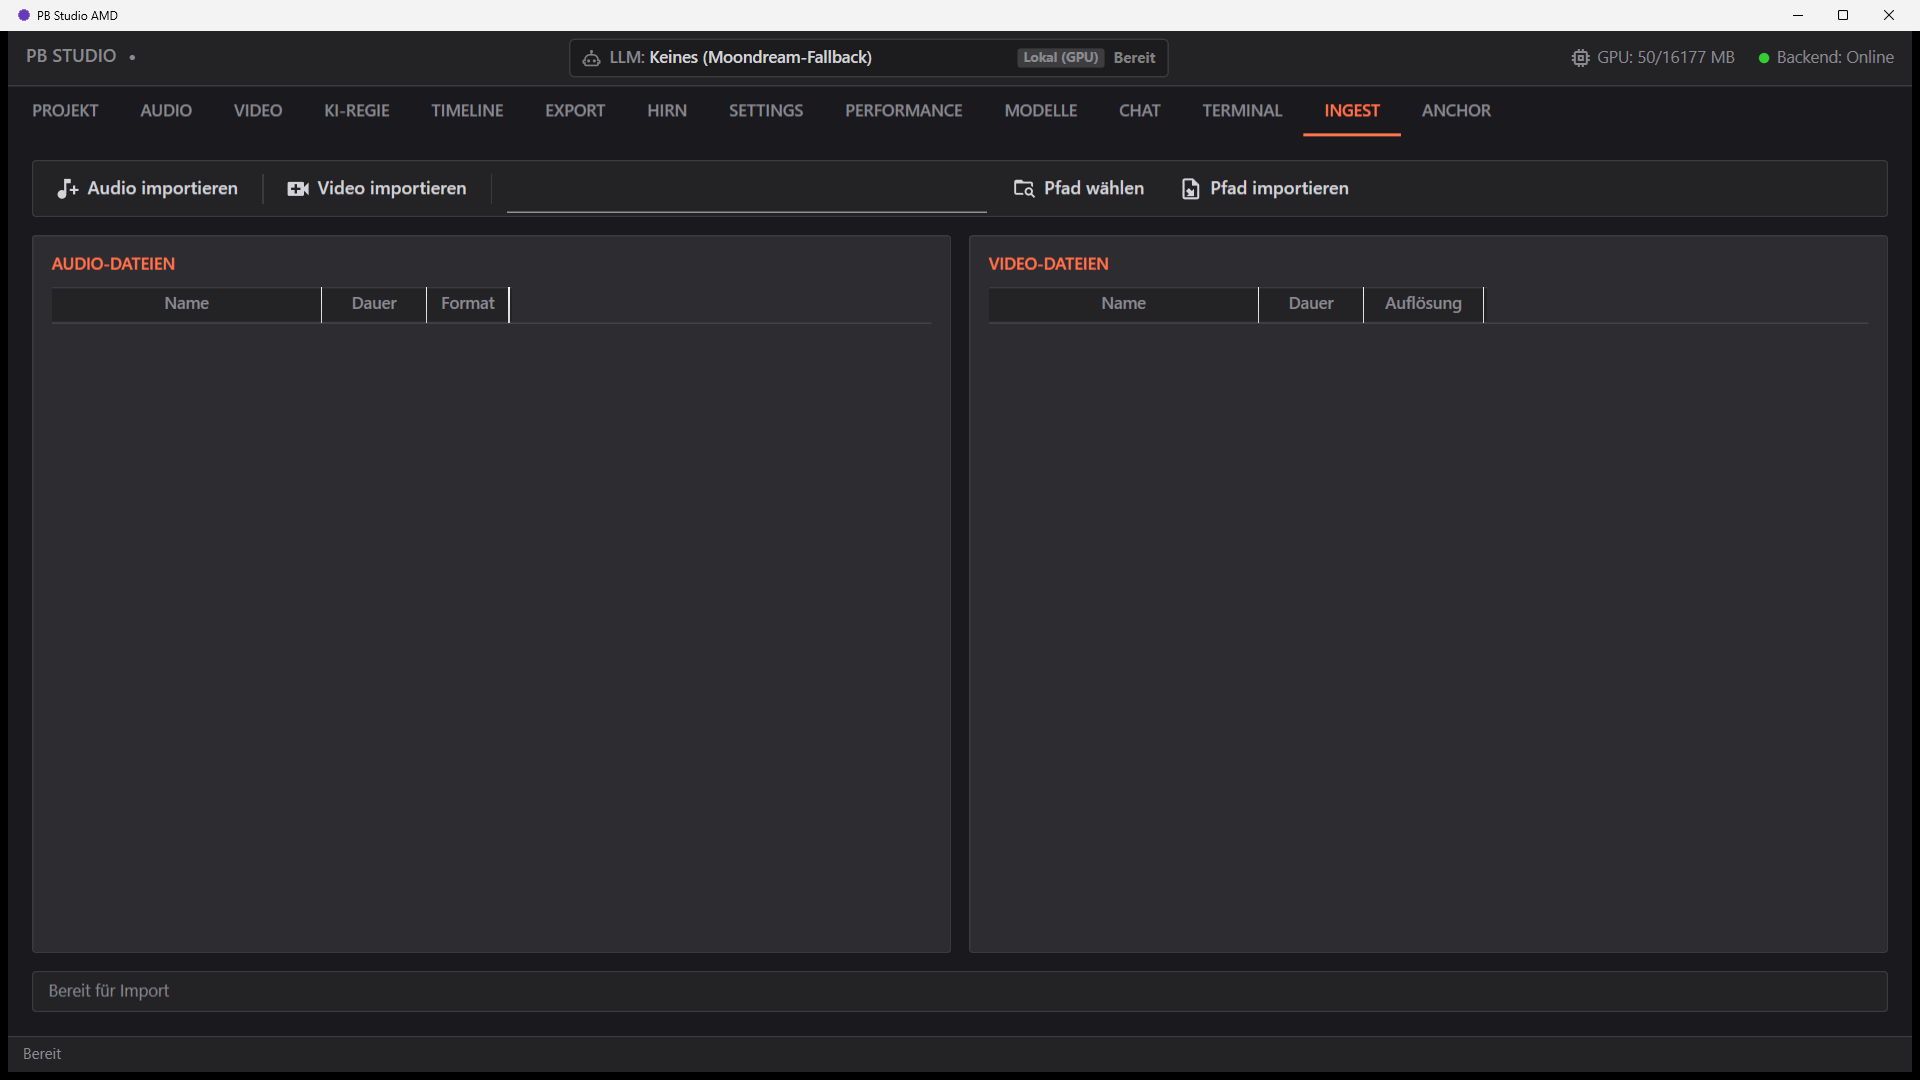 PB Studio AMD
PB STUDIO •
LLM: Keines (Moondream-Fallback) Lokal (GPU) Bereit
GPU: 50/16177 MB Backend: Online
PROJEKT AUDIO VIDEO KI-REGIE TIMELINE EXPORT HIRN SETTINGS PERFORMANCE MODELLE CHAT TERMINAL INGEST ANCHOR
Audio importieren Video importieren Pfad wählen Pfad importieren
AUDIO-DATEIEN
Name Dauer Format
VIDEO-DATEIEN
Name Dauer Auflösung
Bereit für Import
Bereit